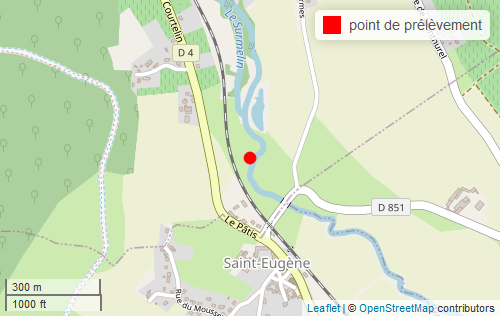 Courtelin
D 4
Le Surmelin
point de prélèvement
D 851
Le Pâtis
Saint-Eugène
Rue du Mousse
300 m
1000 ft
Leaflet | © OpenStreetMap contributors